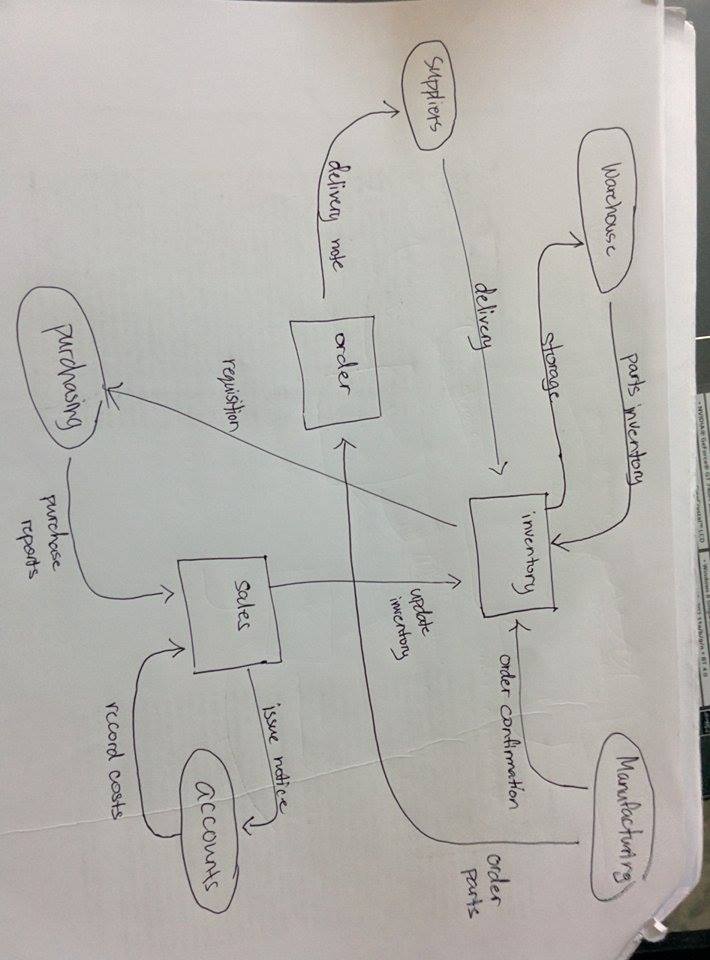 Warehouse
parts inventory
Manufacturing
storage
inventory
order confirmation
order
parts
Suppliers
delivery
update
inventory
delivery note
order
issue notice
requisition
sales
accounts
purchasing
purchase
reports
record costs